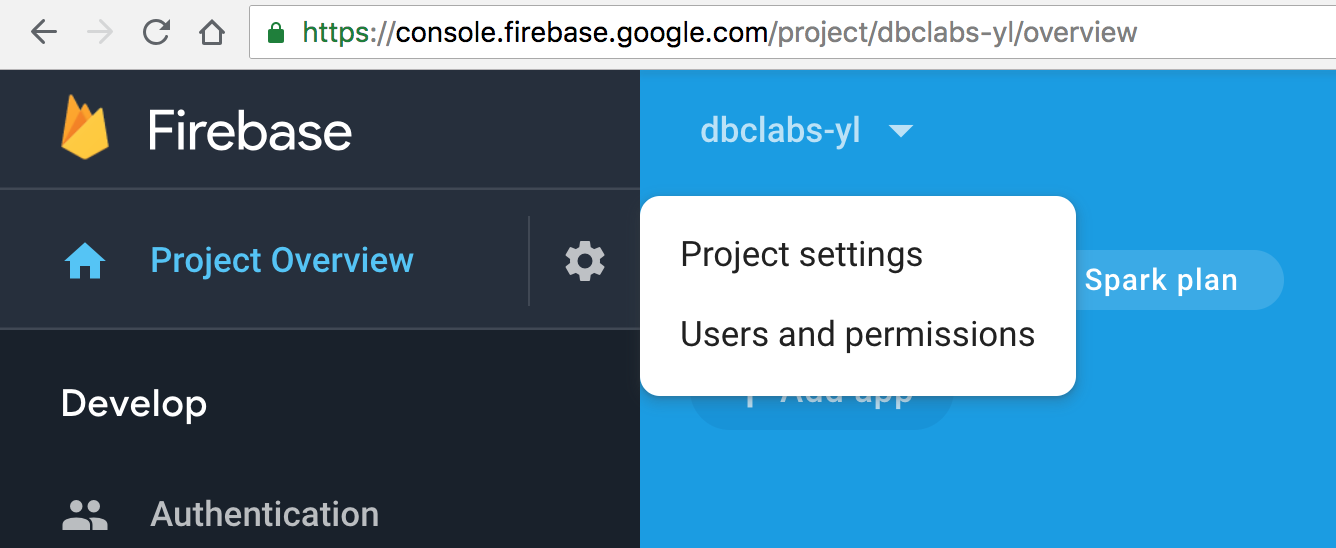 https://console.firebase.google.com/project/dbclabs-yl/overview
Firebase
dbclabs-yl
Project Overview
Project settings
Spark plan
Users and permissions
Add app
Develop
Authentication